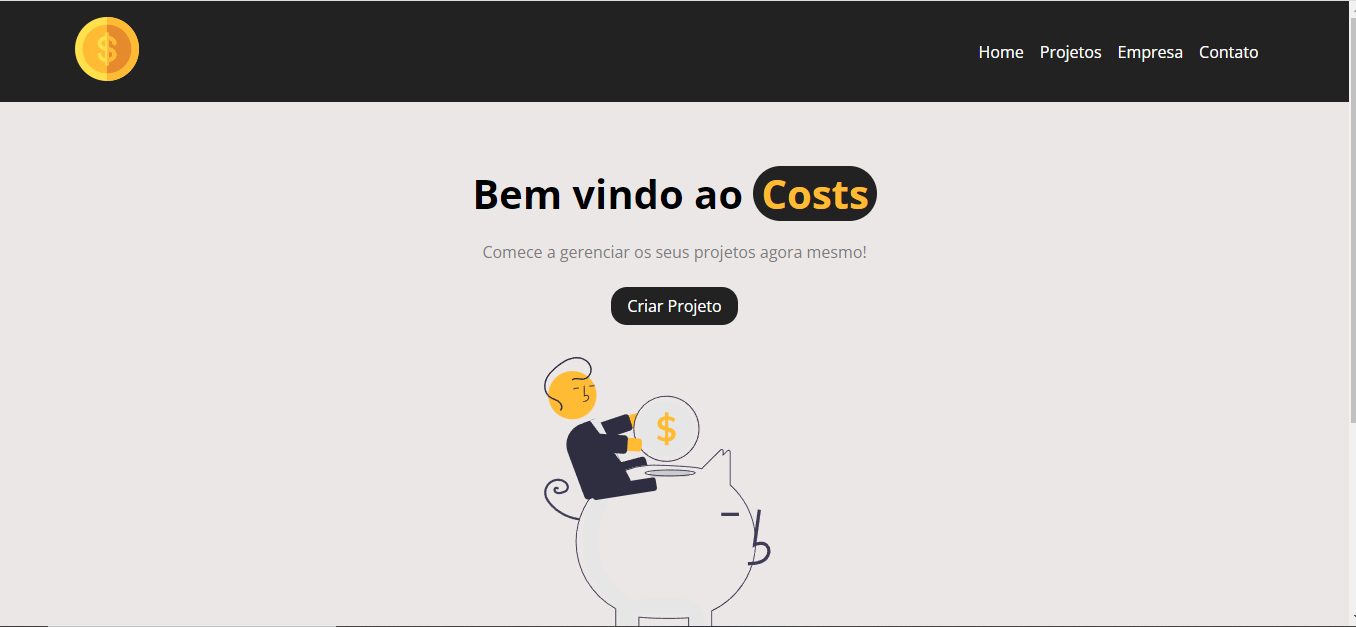 $
Home Projetos Empresa Contato
Bem vindo ao Costs
Comece a gerenciar os seus projetos agora mesmo!
Criar Projeto
$